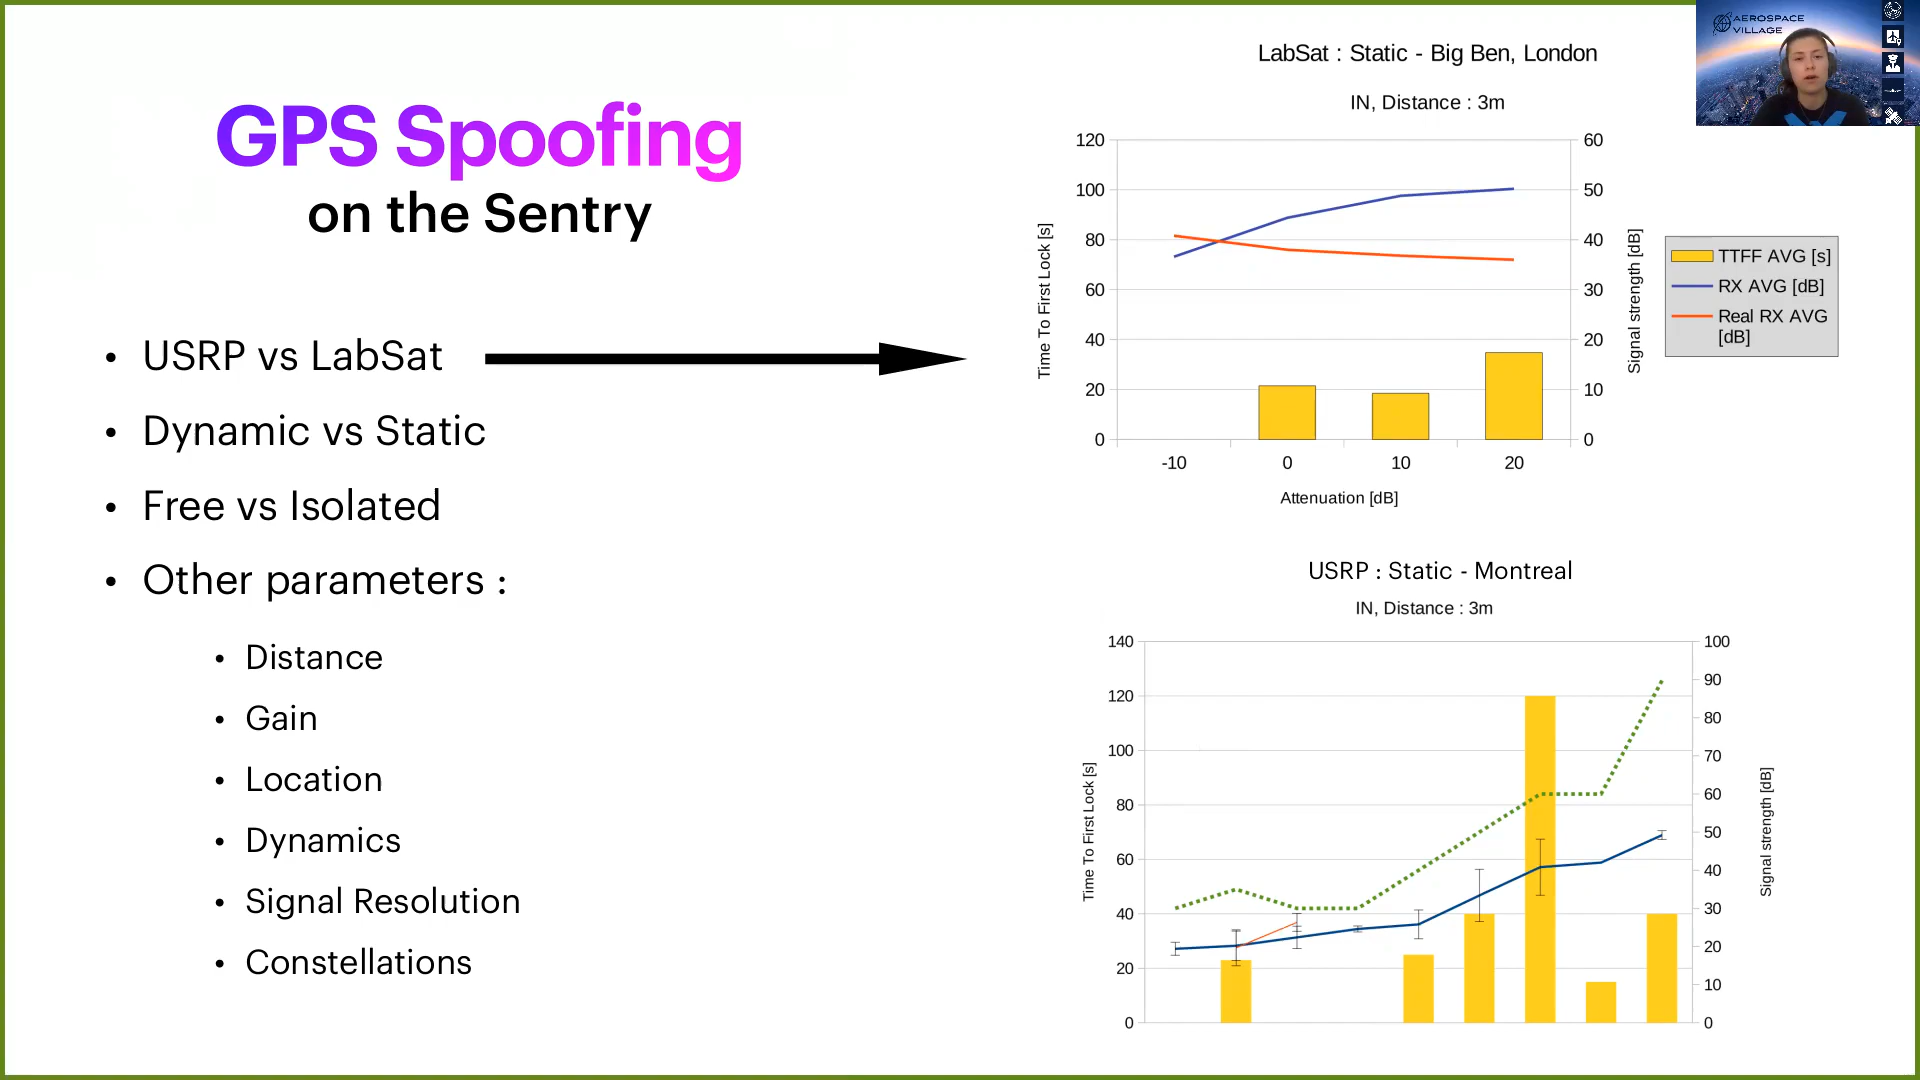 GPS Spoofing
on the Sentry
• USRP vs LabSat
• Dynamic vs Static
• Free vs Isolated
• Other parameters :
• Distance
• Gain
• Location
• Dynamics
• Signal Resolution
• Constellations
LabSat : Static - Big Ben, London
IN, Distance : 3m
120
100
80
60
40
20
0
Time To First Lock [s]
60
50
40
30
20
10
0
Signal strength [dB]
-10 0 10 20
Attenuation [dB]
TTFF AVG [s]
RX AVG [dB]
Real RX AVG
[dB]
USRP : Static - Montreal
IN, Distance : 3m
140
120
100
80
60
40
20
0
Time To First Lock [s]
100
90
80
70
60
50
40
30
20
10
0
Signal strength [dB]
AEROSPACE
VILLAGE